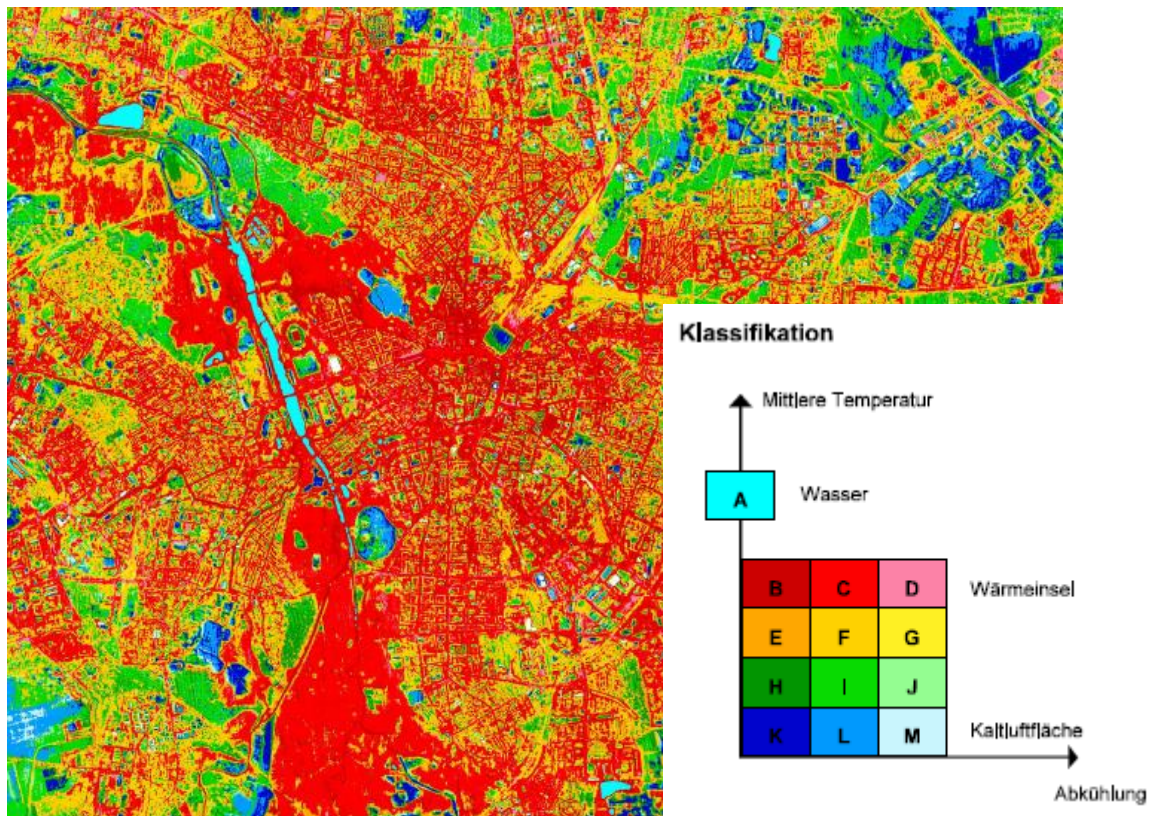 Klassifikation
Mittlere Temperatur
A
Wasser
B C D
Wärmeinsel
E F G
H I J
K L M
Kaltluftfläche
Abkühlung